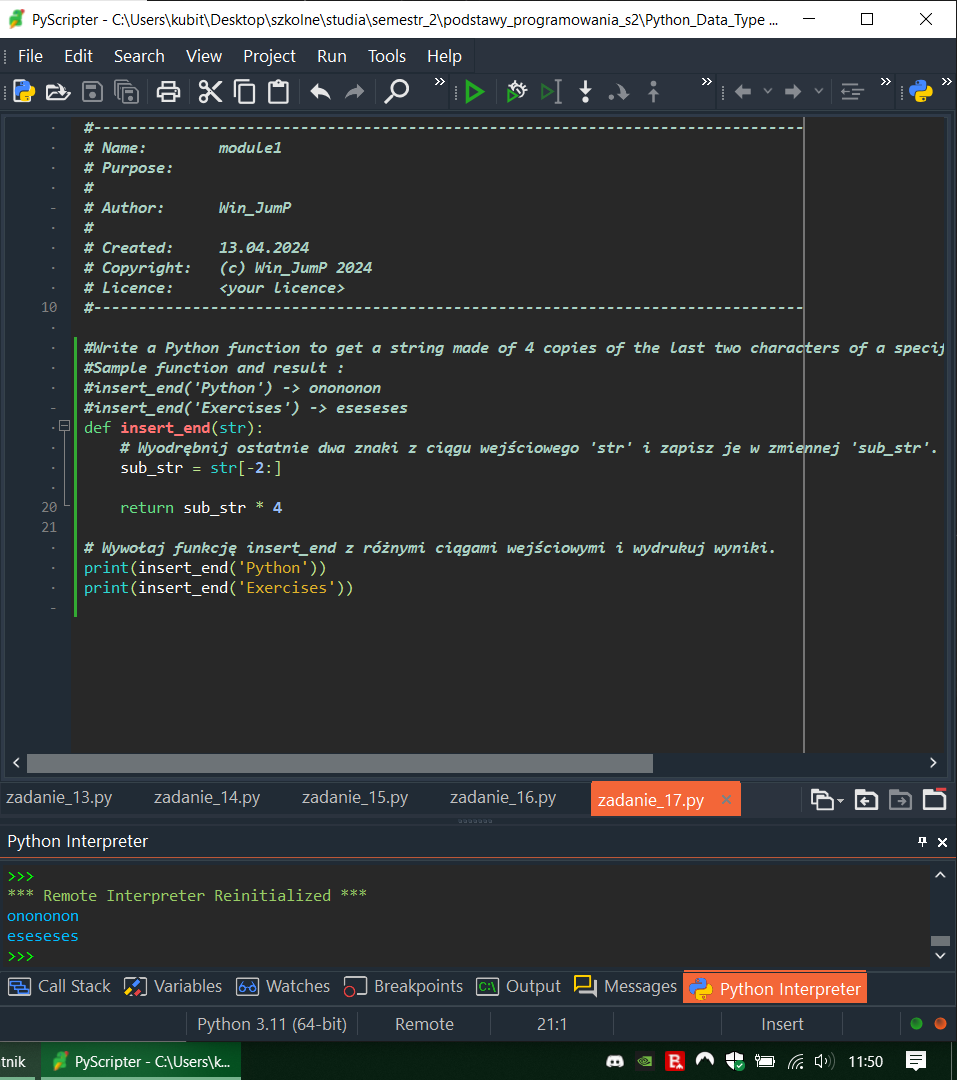 PyScripter - C:\Users\kubit\Desktop\szkolne\studia\semestr_2\podstawy_programowania_s2\Python_Data_Type ...
File Edit Search View Project Run Tools Help
#-------------------------------------------------------------------------------
# Name:        module1
# Purpose:
#
# Author:      Win_JumP
#
# Created:     13.04.2024
# Copyright:   (c) Win_JumP 2024
# Licence:     <your licence>
10 #-------------------------------------------------------------------------------
#Write a Python function to get a string made of 4 copies of the last two characters of a specif
#Sample function and result :
#insert_end('Python') -> onononon
#insert_end('Exercises') -> eseseses
def insert_end(str):
    # Wyodrębnij ostatnie dwa znaki z ciągu wejściowego 'str' i zapisz je w zmiennej 'sub_str'.
    sub_str = str[-2:]
20     return sub_str * 4
21
# Wywołaj funkcję insert_end z różnymi ciągami wejściowymi i wydrukuj wyniki.
print(insert_end('Python'))
print(insert_end('Exercises'))
zadanie_13.py zadanie_14.py zadanie_15.py zadanie_16.py zadanie_17.py
Python Interpreter
>>>
*** Remote Interpreter Reinitialized ***
onononon
eseseses
>>>
Call Stack Variables Watches Breakpoints C:\ Output Messages Python Interpreter
Python 3.11 (64-bit) Remote 21:1 Insert
tnik PyScripter - C:\Users\k... 11:50